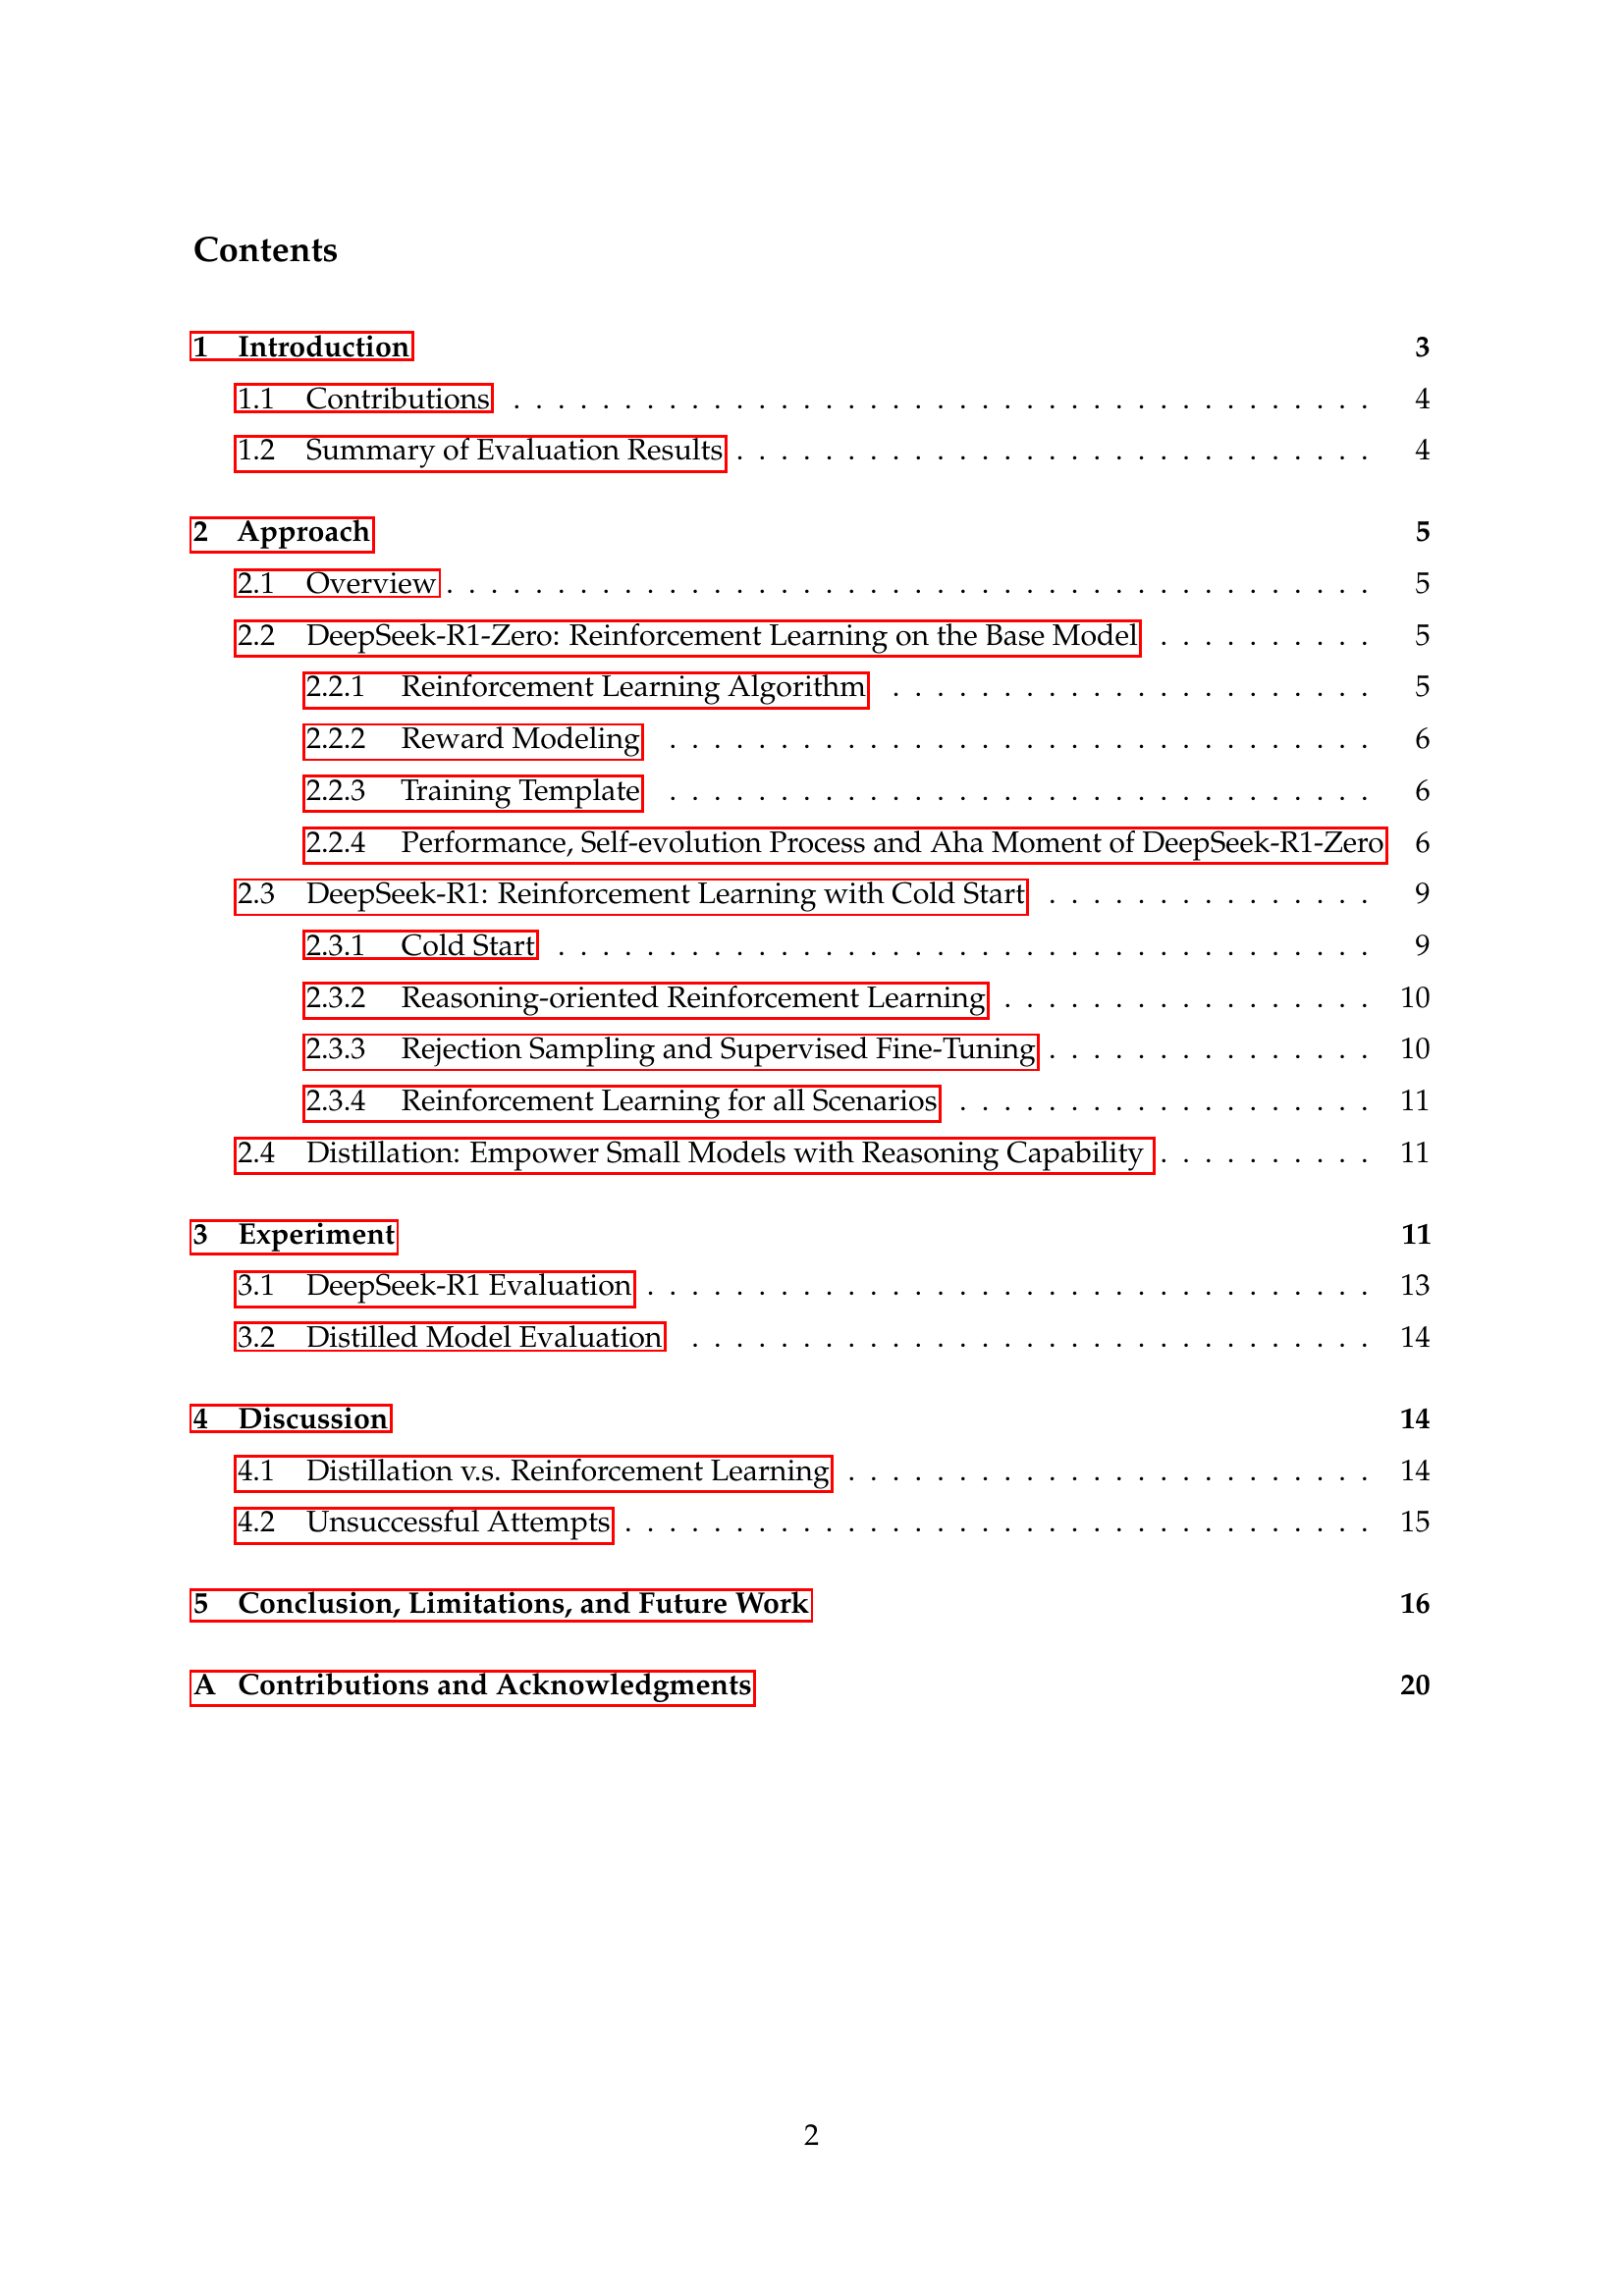 Contents
1 Introduction 3
1.1 Contributions . . . . . . . . . . . . . . . . . . . . . . . . . . . . . . . . . . . . . . . 4
1.2 Summary of Evaluation Results . . . . . . . . . . . . . . . . . . . . . . . . . . . . . 4
2 Approach 5
2.1 Overview . . . . . . . . . . . . . . . . . . . . . . . . . . . . . . . . . . . . . . . . . . 5
2.2 DeepSeek-R1-Zero: Reinforcement Learning on the Base Model . . . . . . . . . . 5
2.2.1 Reinforcement Learning Algorithm . . . . . . . . . . . . . . . . . . . . . . 5
2.2.2 Reward Modeling . . . . . . . . . . . . . . . . . . . . . . . . . . . . . . . . 6
2.2.3 Training Template . . . . . . . . . . . . . . . . . . . . . . . . . . . . . . . . 6
2.2.4 Performance, Self-evolution Process and Aha Moment of DeepSeek-R1-Zero 6
2.3 DeepSeek-R1: Reinforcement Learning with Cold Start . . . . . . . . . . . . . . . 9
2.3.1 Cold Start . . . . . . . . . . . . . . . . . . . . . . . . . . . . . . . . . . . . . 9
2.3.2 Reasoning-oriented Reinforcement Learning . . . . . . . . . . . . . . . . . 10
2.3.3 Rejection Sampling and Supervised Fine-Tuning . . . . . . . . . . . . . . . 10
2.3.4 Reinforcement Learning for all Scenarios . . . . . . . . . . . . . . . . . . . 11
2.4 Distillation: Empower Small Models with Reasoning Capability . . . . . . . . . . 11
3 Experiment 11
3.1 DeepSeek-R1 Evaluation . . . . . . . . . . . . . . . . . . . . . . . . . . . . . . . . . 13
3.2 Distilled Model Evaluation . . . . . . . . . . . . . . . . . . . . . . . . . . . . . . . 14
4 Discussion 14
4.1 Distillation v.s. Reinforcement Learning . . . . . . . . . . . . . . . . . . . . . . . . 14
4.2 Unsuccessful Attempts . . . . . . . . . . . . . . . . . . . . . . . . . . . . . . . . . . 15
5 Conclusion, Limitations, and Future Work 16
A Contributions and Acknowledgments 20
2